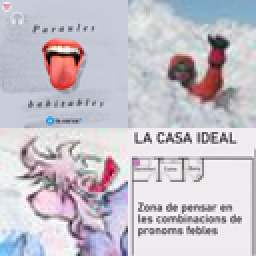 Paraules
habitables
LA CASA IDEAL
Zona de pensar en
les combinacions de
pronoms febles